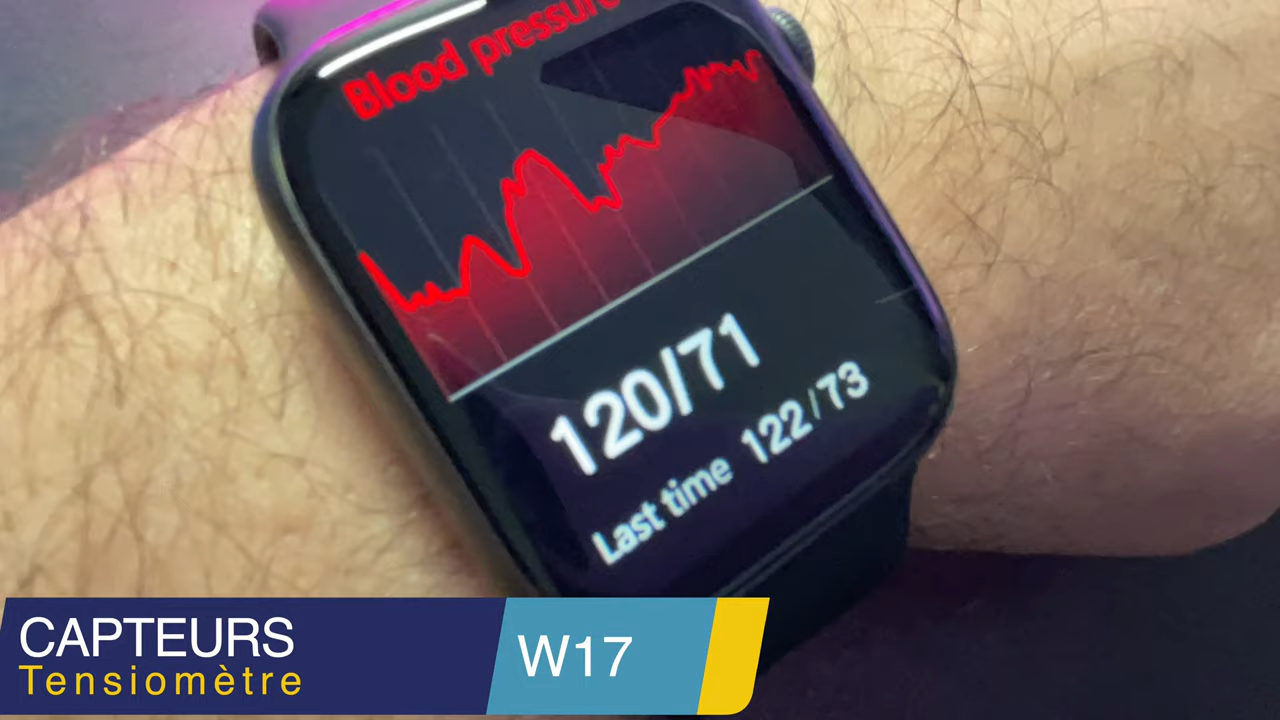 Blood pressure
120/71
Last time 122/73
CAPTEURS
Tensiomètre
W17